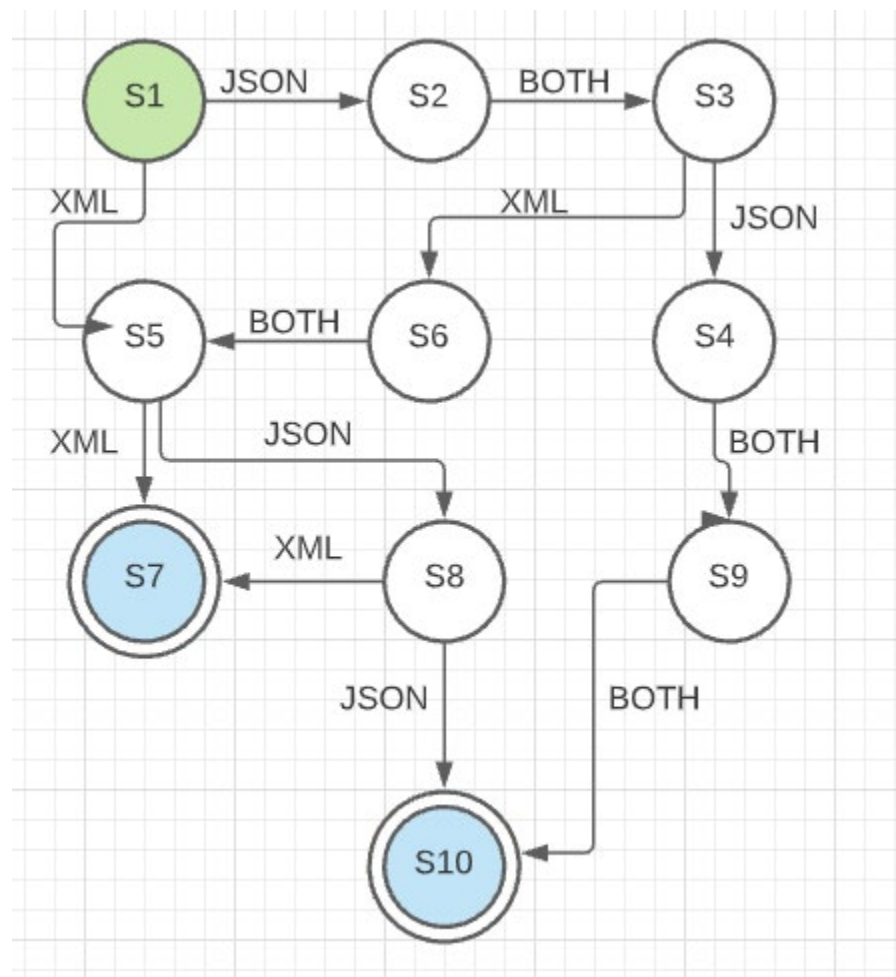 S1
JSON
S2
BOTH
S3
XML
XML
JSON
S5
BOTH
S6
S4
XML
JSON
BOTH
S7
XML
S8
S9
JSON
BOTH
S10